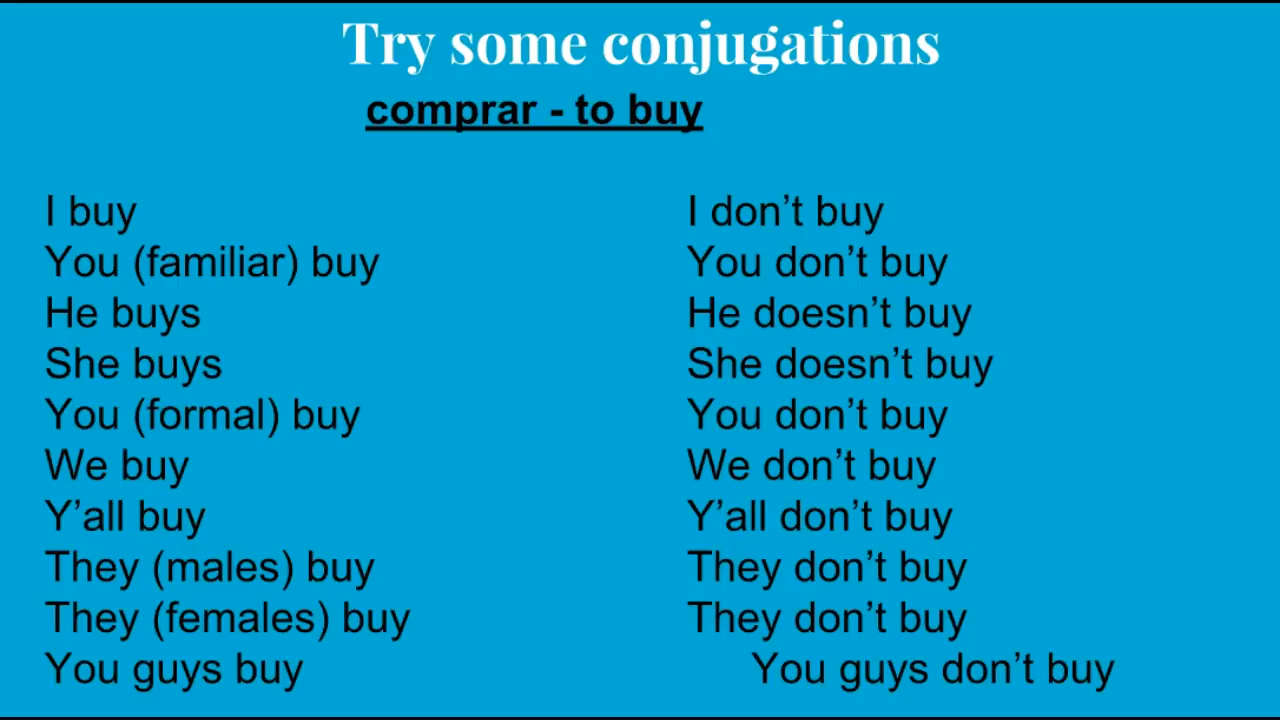 Try some conjugations
comprar - to buy
I buy
You (familiar) buy
He buys
She buys
You (formal) buy
We buy
Y’all buy
They (males) buy
They (females) buy
You guys buy
I don’t buy
You don’t buy
He doesn’t buy
She doesn’t buy
You don’t buy
We don’t buy
Y’all don’t buy
They don’t buy
They don’t buy
You guys don’t buy